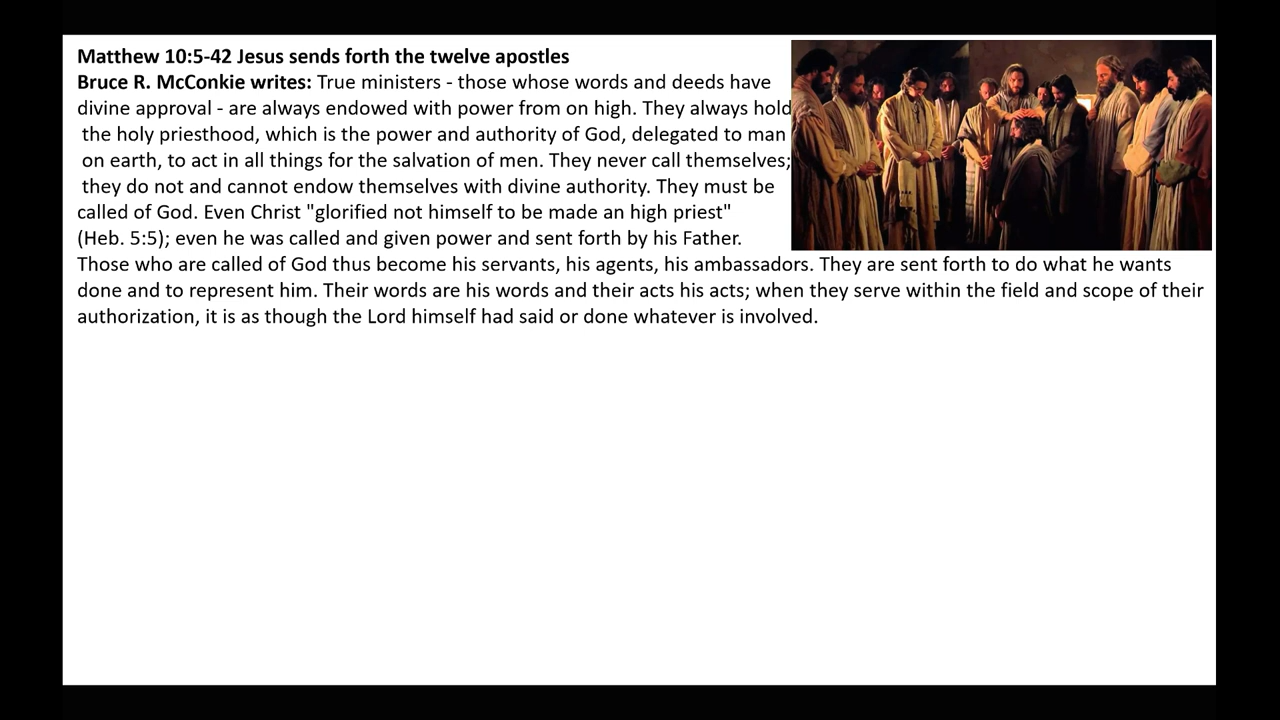 Matthew 10:5-42 Jesus sends forth the twelve apostles
Bruce R. McConkie writes: True ministers - those whose words and deeds have
divine approval - are always endowed with power from on high. They always hold
the holy priesthood, which is the power and authority of God, delegated to man
on earth, to act in all things for the salvation of men. They never call themselves;
they do not and cannot endow themselves with divine authority. They must be
called of God. Even Christ "glorified not himself to be made an high priest"
(Heb. 5:5); even he was called and given power and sent forth by his Father.
Those who are called of God thus become his servants, his agents, his ambassadors. They are sent forth to do what he wants
done and to represent him. Their words are his words and their acts his acts; when they serve within the field and scope of their
authorization, it is as though the Lord himself had said or done whatever is involved.